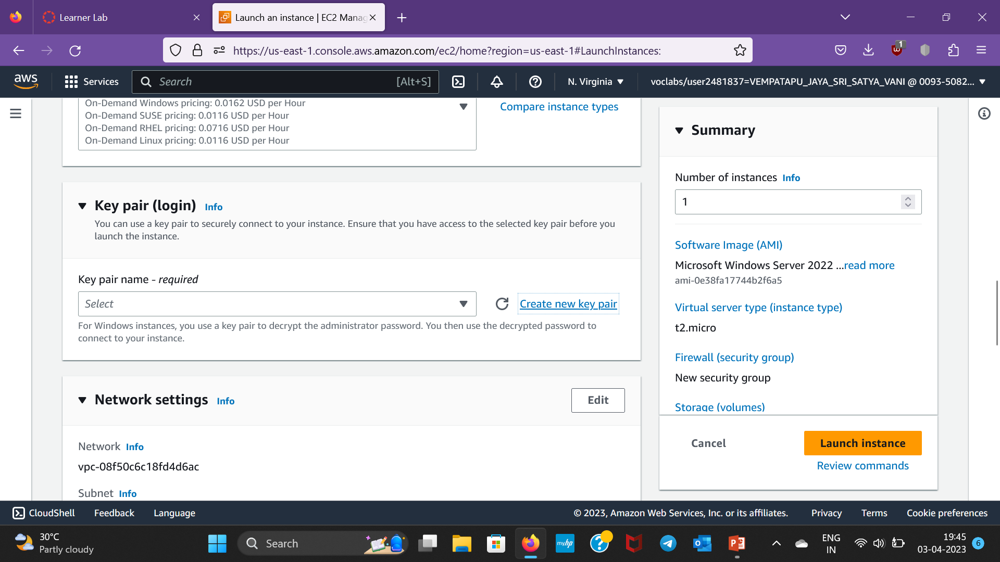 Learner Lab
Launch an instance | EC2 Manag
https://us-east-1.console.aws.amazon.com/ec2/home?region=us-east-1#LaunchInstances:
1
aws
Services
Search
[Alt+S]
N. Virginia
voclabs/user2481837=VEMPATAPU_JAYA_SRI_SATYA_VANI @ 0093-5082...
On-Demand Windows pricing: 0.0162 USD per Hour
On-Demand SUSE pricing: 0.0116 USD per Hour
On-Demand RHEL pricing: 0.0716 USD per Hour
On-Demand Linux pricing: 0.0116 USD per Hour
Compare instance types
Key pair (login) Info
You can use a key pair to securely connect to your instance. Ensure that you have access to the selected key pair before you
launch the instance.
Key pair name - required
Select
Create new key pair
For Windows instances, you use a key pair to decrypt the administrator password. You then use the decrypted password to
connect to your instance.
Network settings Info
Edit
Network Info
vpc-08f50c6c18fd4d6ac
Subnet Info
Summary
Number of instances Info
1
Software Image (AMI)
Microsoft Windows Server 2022 ...read more
ami-0e38fa17744b2f6a5
Virtual server type (instance type)
t2.micro
Firewall (security group)
New security group
Storage (volumes)
Cancel
Launch instance
Review commands
CloudShell
Feedback
Language
© 2023, Amazon Web Services, Inc. or its affiliates.
Privacy
Terms
Cookie preferences
30°C
Partly cloudy
Search
myhp
ENG
IN
19:45
03-04-2023
6